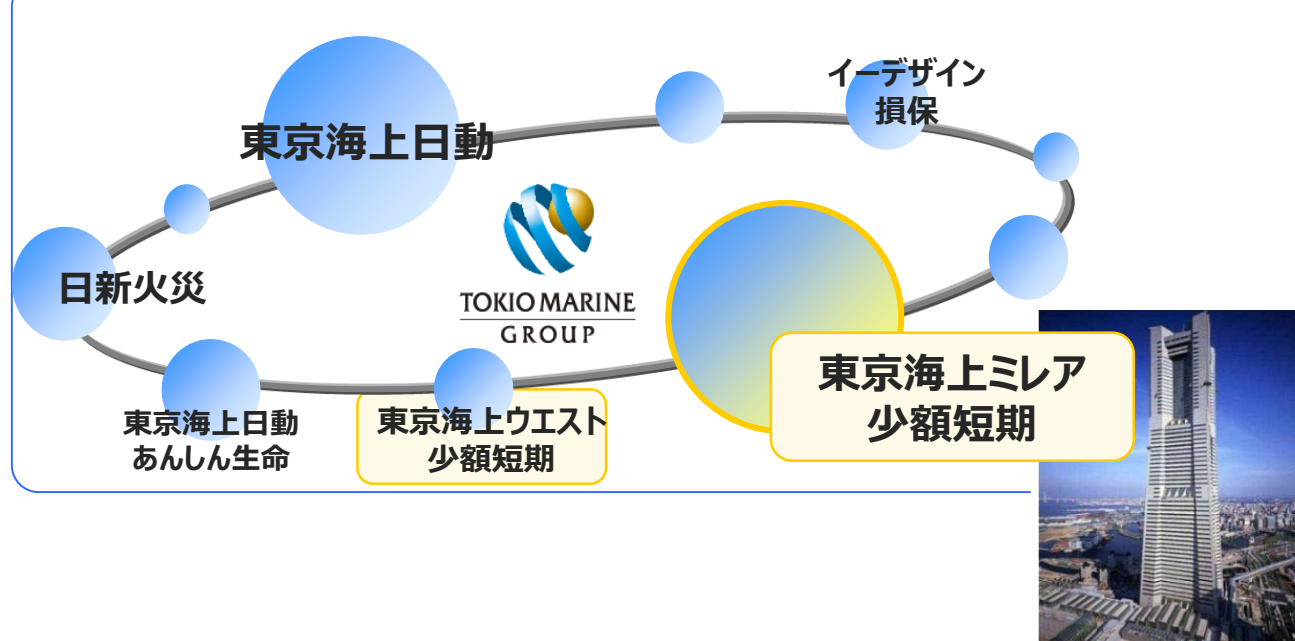 イーデザイン
損保
東京海上日動
日新火災
TOKIO MARINE
GROUP
東京海上ミレア
少額短期
東京海上日動
あんしん生命
東京海上ウエスト
少額短期